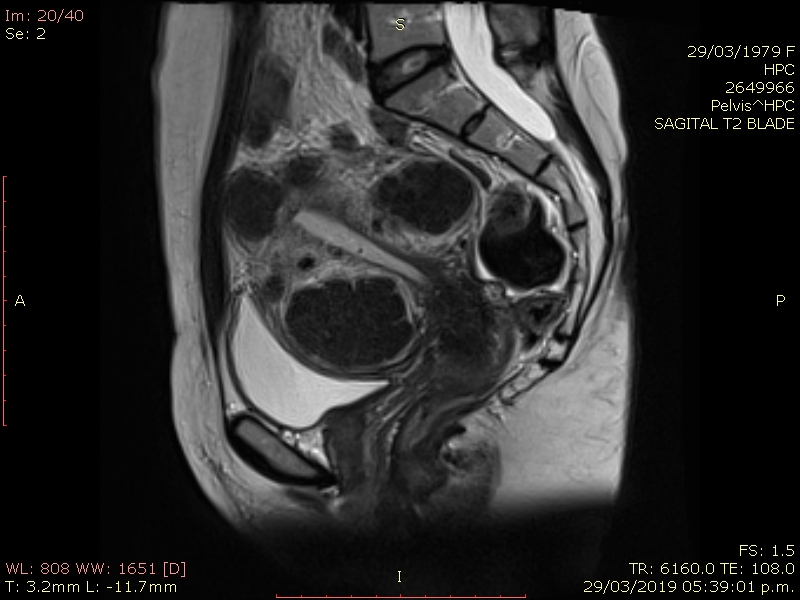 Im: 20/40
Se: 2
S
29/03/1979 F
HPC
2649966
Pelvis^HPC
SAGITAL T2 BLADE
A
P
WL: 808 WW: 1651 [D]
T: 3.2mm L: -11.7mm
I
FS: 1.5
TR: 6160.0 TE: 108.0
29/03/2019 05:39:01 p.m.